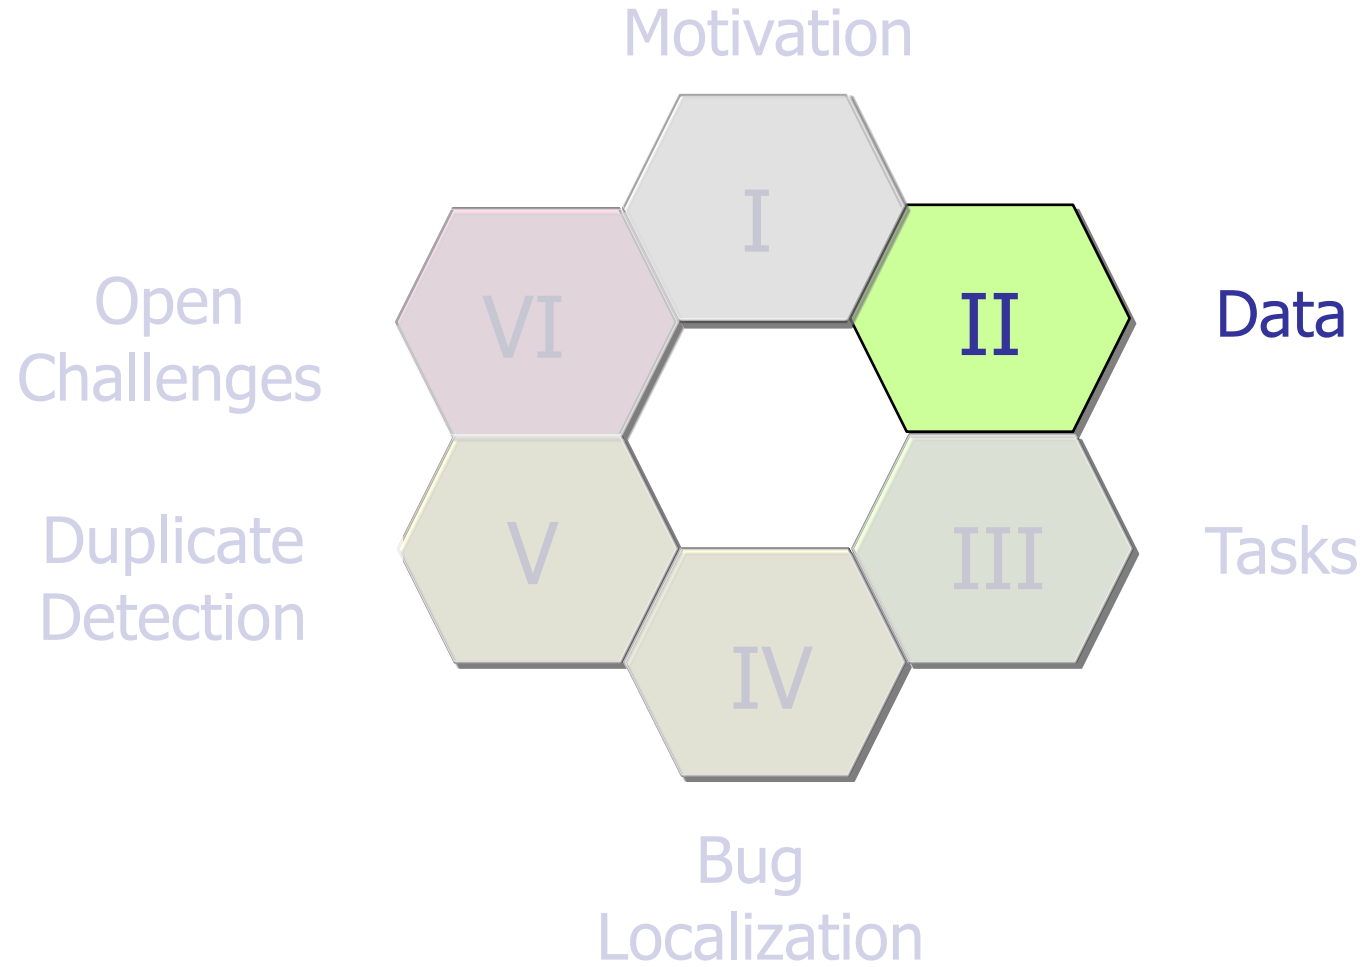 Motivation
I
II
Data
III
Tasks
IV
Bug
Localization
V
Duplicate
Detection
VI
Open
Challenges